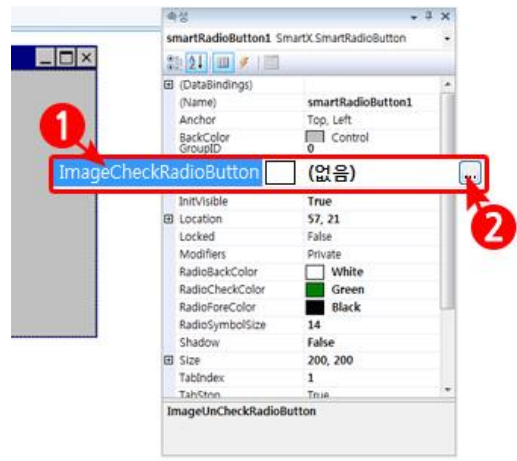 속성
smartRadioButton1 SmartX.SmartRadioButton
(DataBindings)
(Name) smartRadioButton1
Anchor Top, Left
BackColor Control
GroupID 0
1
ImageCheckRadioButton (없음) ...
2
InitVisible True
Location 57, 21
Locked False
Modifiers Private
RadioBackColor White
RadioCheckColor Green
RadioForeColor Black
RadioSymbolSize 14
Shadow False
Size 200, 200
TabIndex 1
TabStop True
ImageUnCheckRadioButton